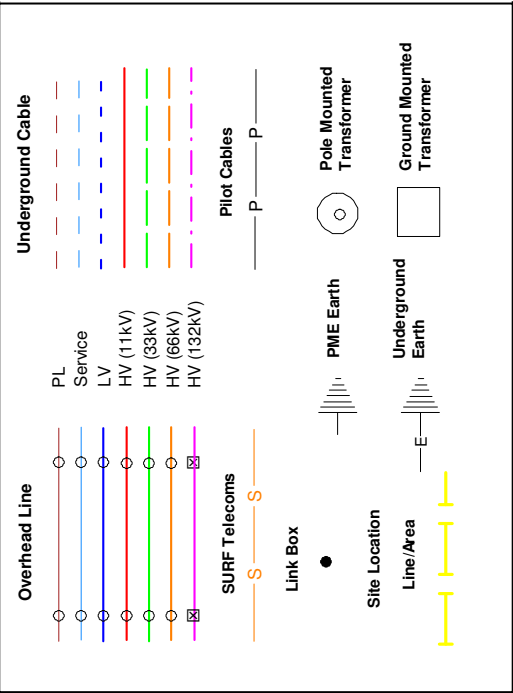 Overhead Line
Underground Cable
PL
Service
LV
HV (11kV)
HV (33kV)
HV (66kV)
HV (132kV)
SURF Telecoms
S
S
Pilot Cables
P
P
Link Box
PME Earth
Pole Mounted
Transformer
Site Location
Line/Area
E
Underground
Earth
Ground Mounted
Transformer